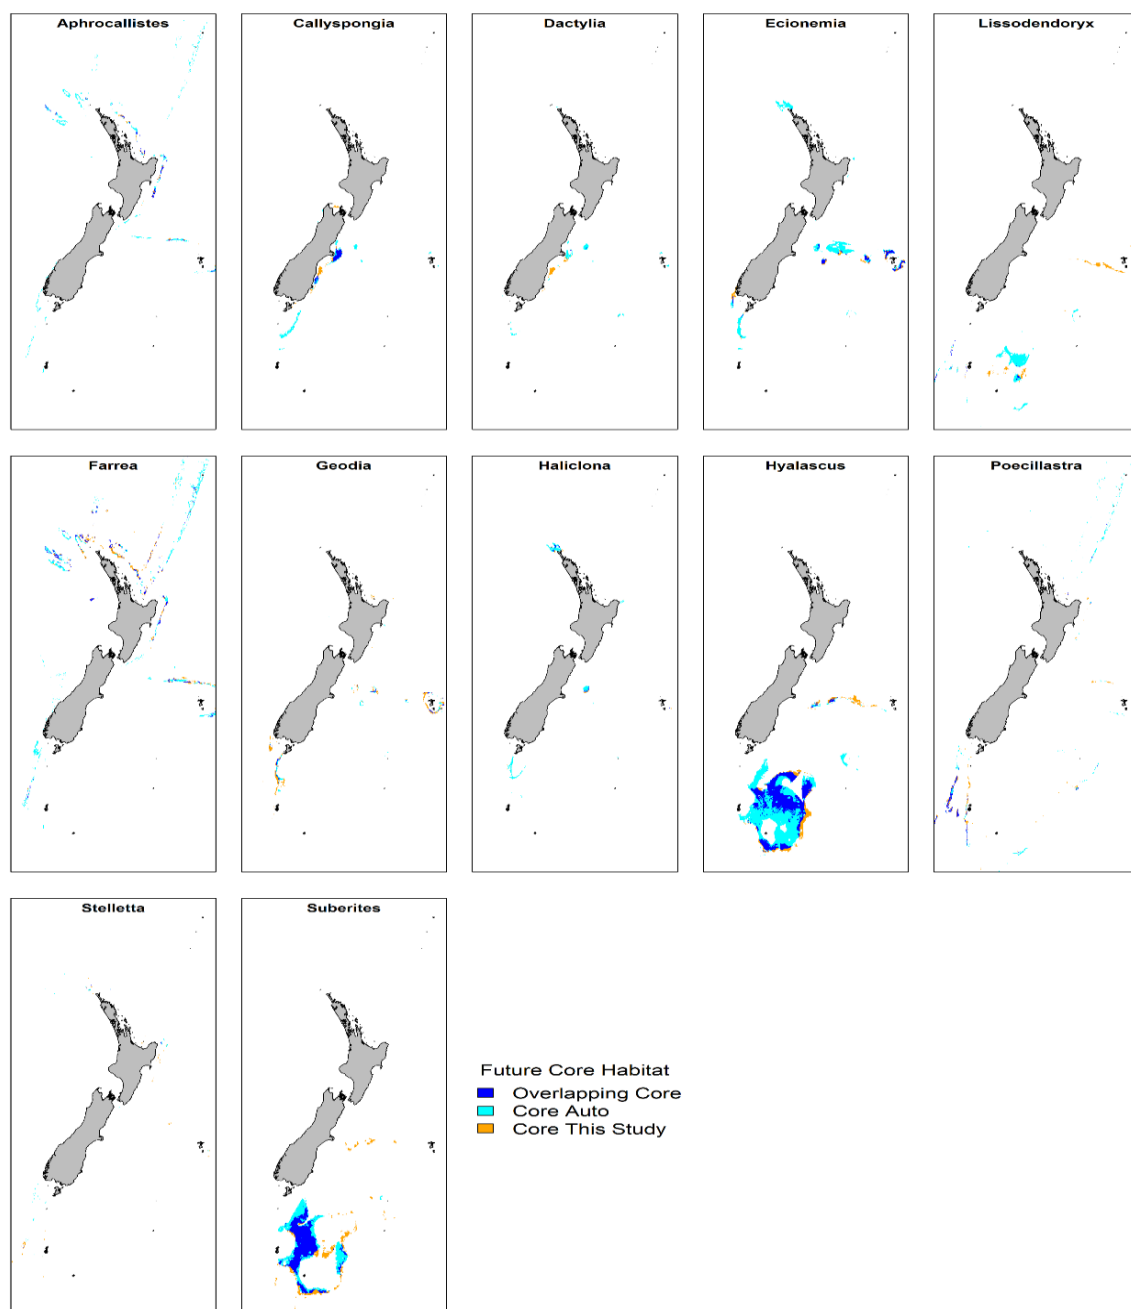 Aphrocallistes
Callyspongia
Dactylia
Ecionemia
Lissodendoryx
Farrea
Geodia
Haliclona
Hyalascus
Poecillastra
Stelletta
Suberites
Future Core Habitat
Overlapping Core
Core Auto
Core This Study